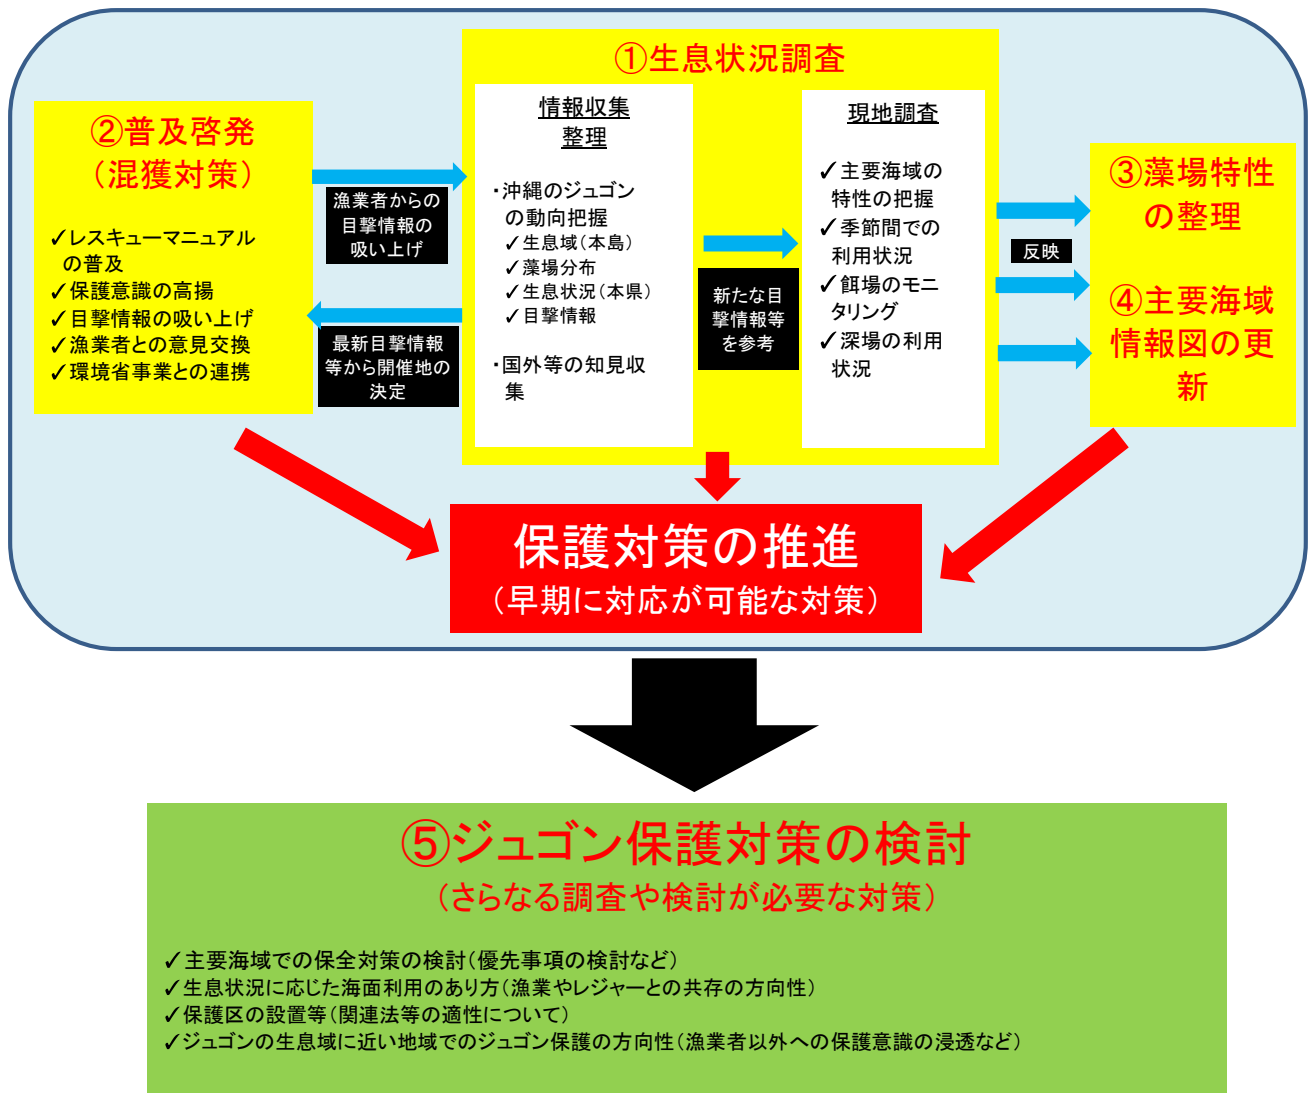 ①生息状況調査
②普及啓発
（混獲対策）
✓レスキューマニュアル
の普及
✓保護意識の高揚
✓目撃情報の吸い上げ
✓漁業者との意見交換
✓環境省事業との連携
漁業者からの
目撃情報の
吸い上げ
最新目撃情報
等から開催地の
決定
情報収集
整理
・沖縄のジュゴン
の動向把握
✓生息域（本島）
✓藻場分布
✓生息状況（本県）
✓目撃情報
・国外等の知見収
集
新たな目
撃情報等
を参考
現地調査
✓主要海域の
特性の把握
✓季節間での
利用状況
✓餌場のモニ
タリング
✓深場の利用
状況
反映
③藻場特性
の整理
④主要海域
情報図の更
新
保護対策の推進
（早期に対応が可能な対策）
⑤ジュゴン保護対策の検討
（さらなる調査や検討が必要な対策）
✓主要海域での保全対策の検討（優先事項の検討など）
✓生息状況に応じた海面利用のあり方（漁業やレジャーとの共存の方向性）
✓保護区の設置等（関連法等の適性について）
✓ジュゴンの生息域に近い地域でのジュゴン保護の方向性（漁業者以外への保護意識の浸透など）